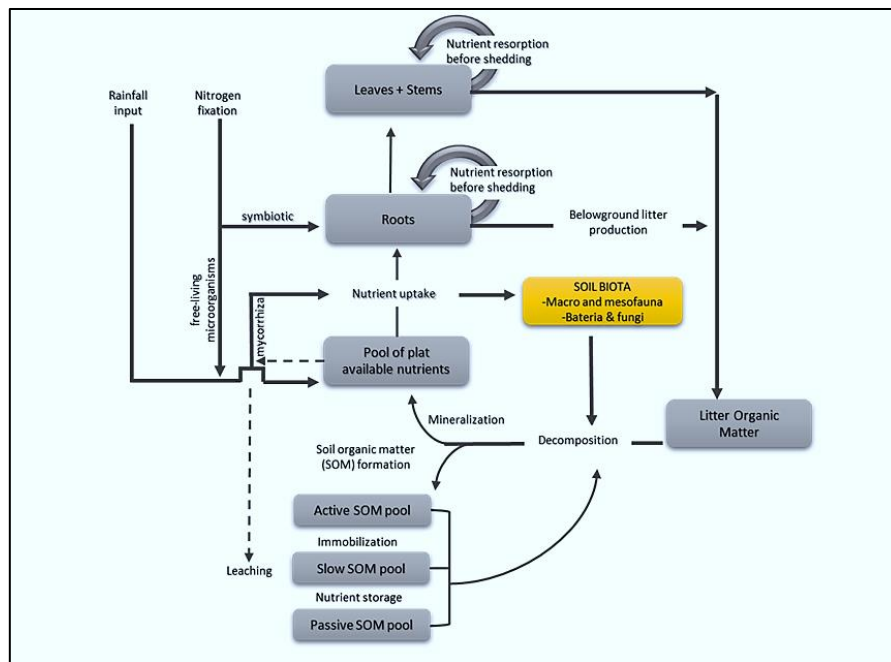 Nutrient resorption
before shedding
Rainfall
input
Nitrogen
fixation
Leaves + Stems
Nutrient resorption
before shedding
symbiotic
Roots
Belowground litter
production
free-living
microorganisms
mycorrhiza
Nutrient uptake
SOIL BIOTA
-Macro and mesofauna
-Bateria & fungi
Pool of plat
available nutrients
Mineralization
Litter Organic
Matter
Decomposition
Soil organic matter
(SOM) formation
Active SOM pool
Immobilization
Slow SOM pool
Leaching
Nutrient storage
Passive SOM pool